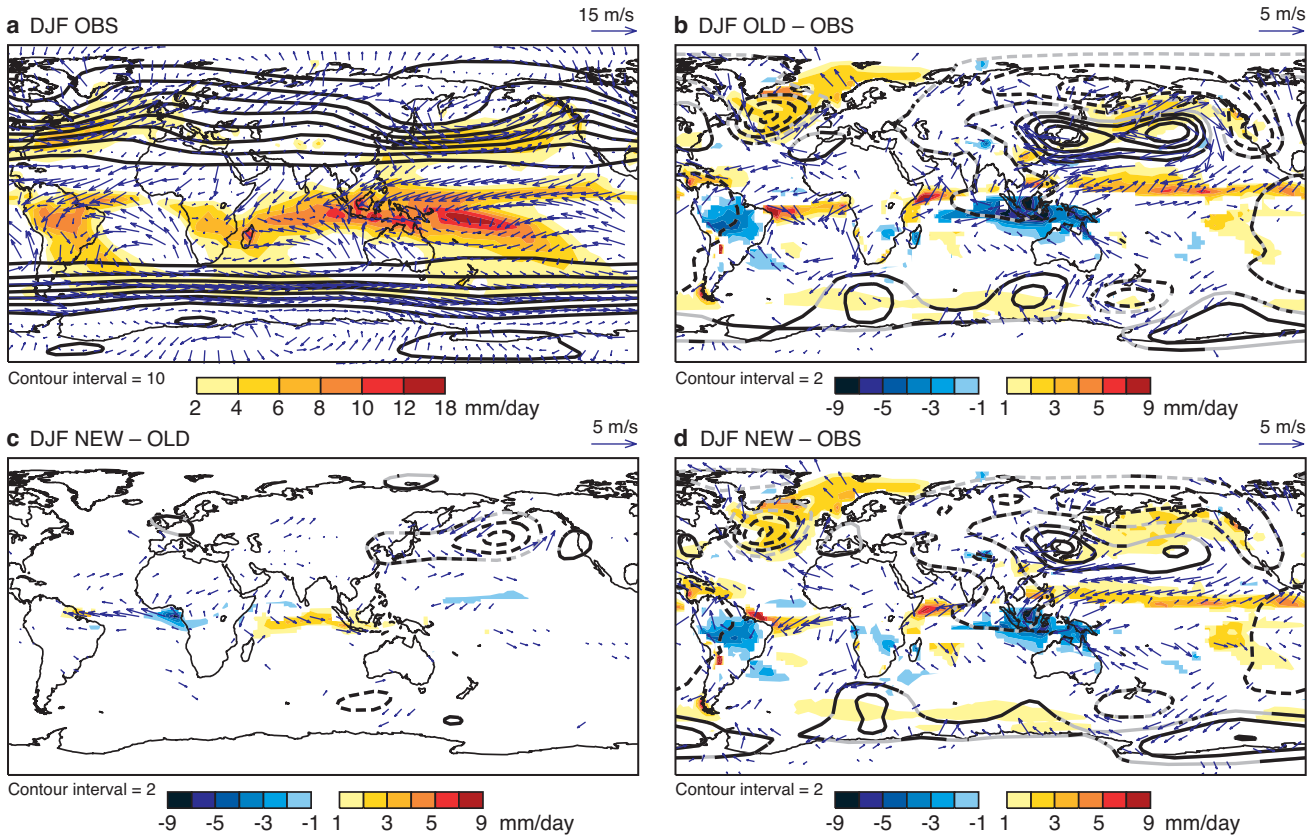 a DJF OBS
15 m/s
Contour interval = 10
2 4 6 8 10 12 18 mm/day
b DJF OLD – OBS
5 m/s
Contour interval = 2
-9 -5 -3 -1 1 3 5 9 mm/day
c DJF NEW – OLD
5 m/s
Contour interval = 2
-9 -5 -3 -1 1 3 5 9 mm/day
d DJF NEW – OBS
5 m/s
Contour interval = 2
-9 -5 -3 -1 1 3 5 9 mm/day